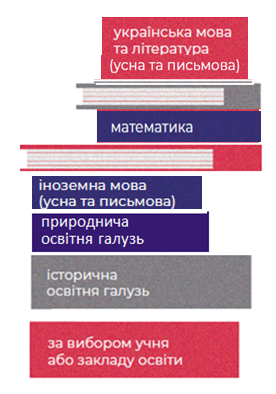 українська мова
та література
(усна та письмова)
математика
іноземна мова
(усна та письмова)
природнича
освітня галузь
історична
освітня галузь
за вибором учня
або закладу освіти